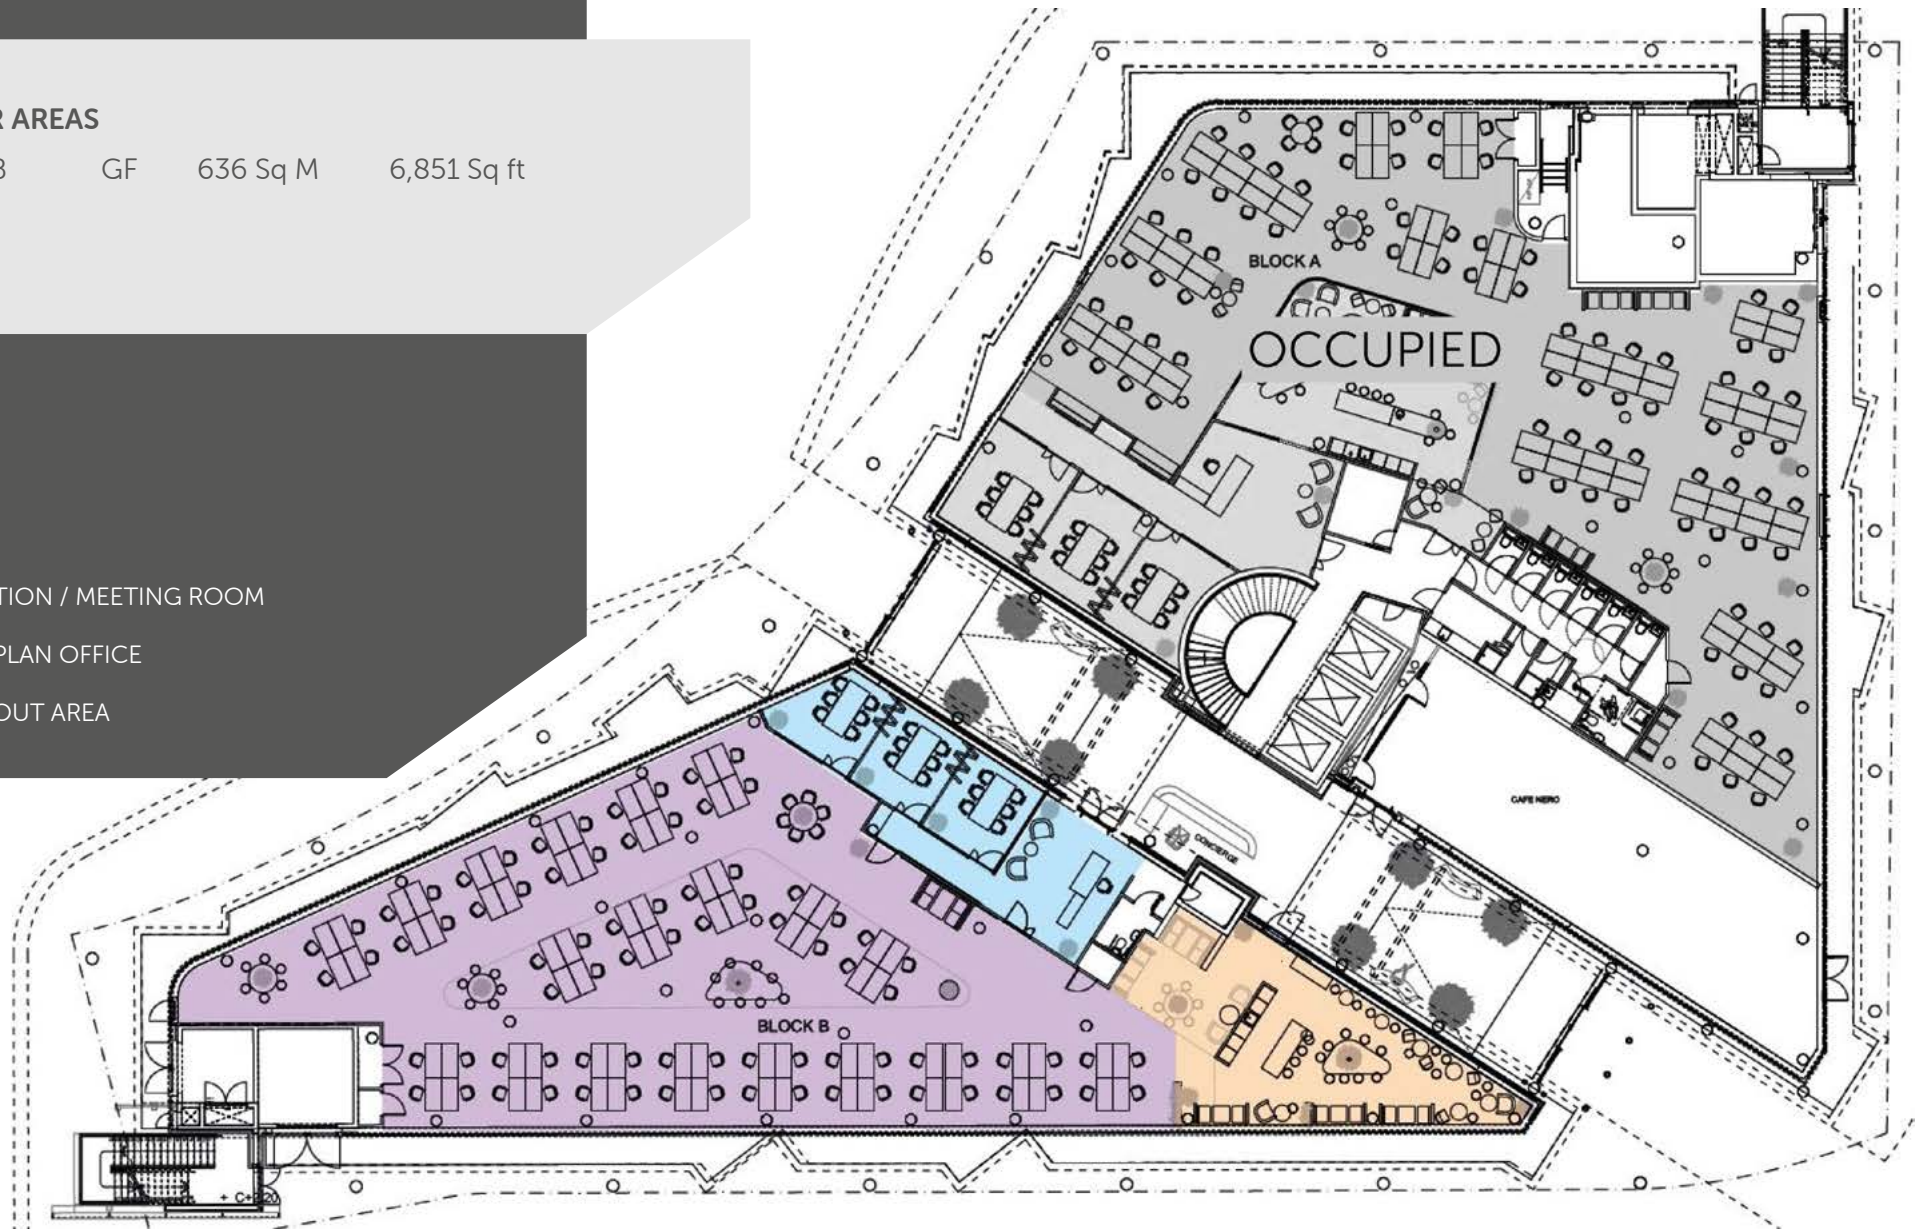 R AREAS
B GF 636 Sq M 6,851 Sq ft
TION / MEETING ROOM
PLAN OFFICE
OUT AREA
BLOCK A
OCCUPIED
CAFE NERO
CONCIERGE
BLOCK B